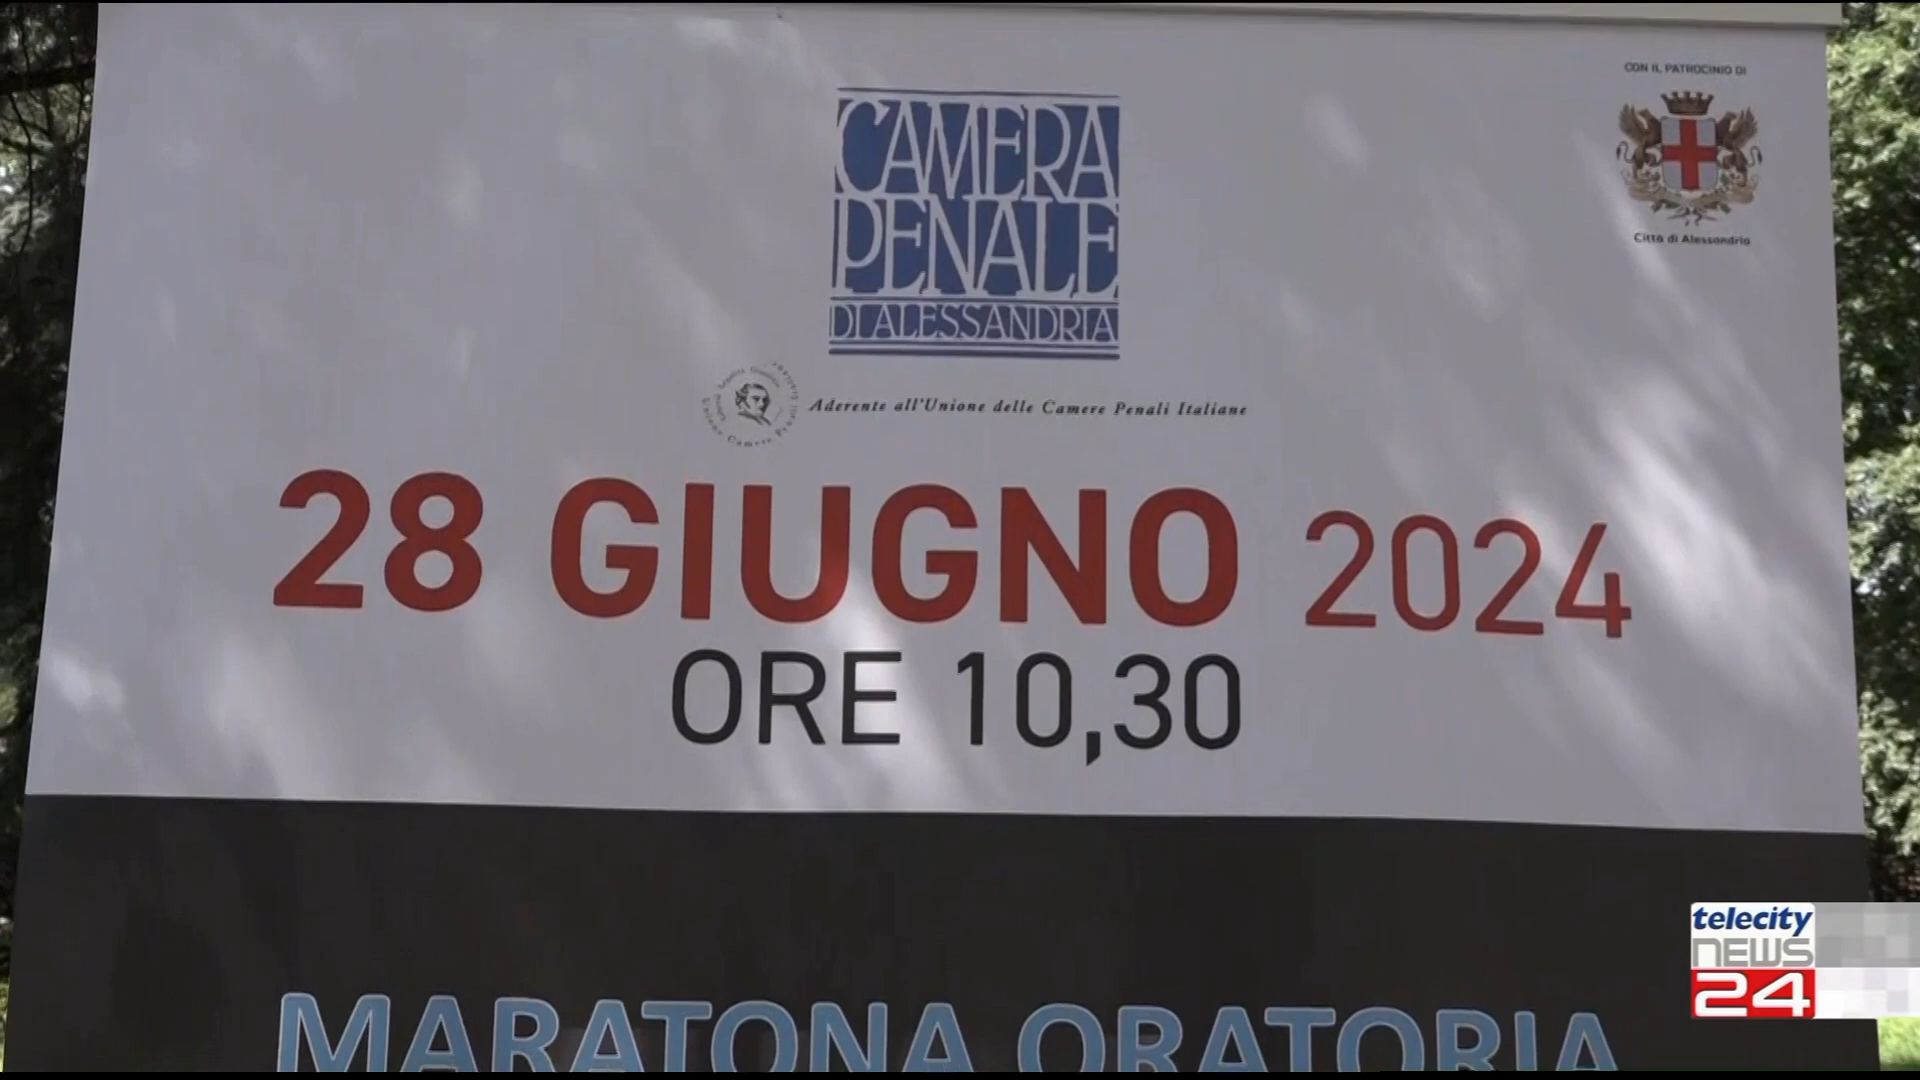 CON IL PATROCINIO DI
CAMERA
PENALE
DI ALESSANDRIA
Città di Alessandria
Aderente all'Unione delle Camere Penali Italiane
28 GIUGNO 2024
ORE 10,30
MARATONA ORATORIA
telecity
NEWS
24